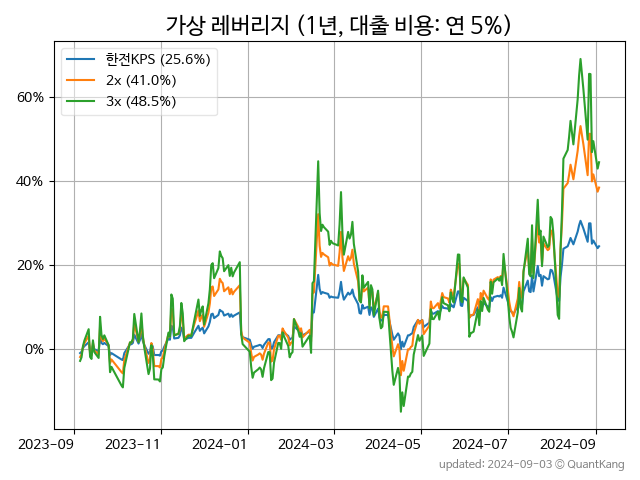 가상 레버리지 (1년, 대출 비용: 연 5%)
한전KPS (25.6%)
2x (41.0%)
3x (48.5%)
60%
40%
20%
0%
2023-09 2023-11 2024-01 2024-03 2024-05 2024-07 2024-09
updated: 2024-09-03 © QuantKang